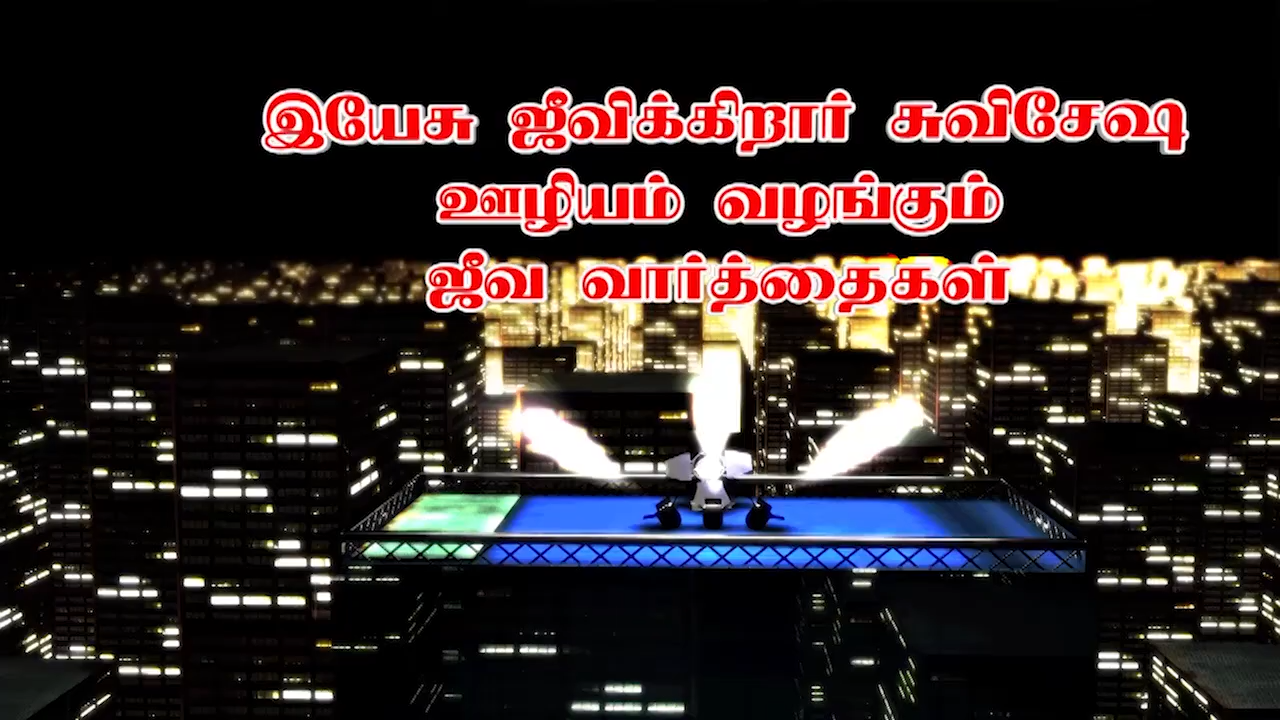 இயேசு ஜீவிக்கிறார் சுவிசேஷ
ஊழியம் வழங்கும்
ஜீவ வார்த்தைகள்